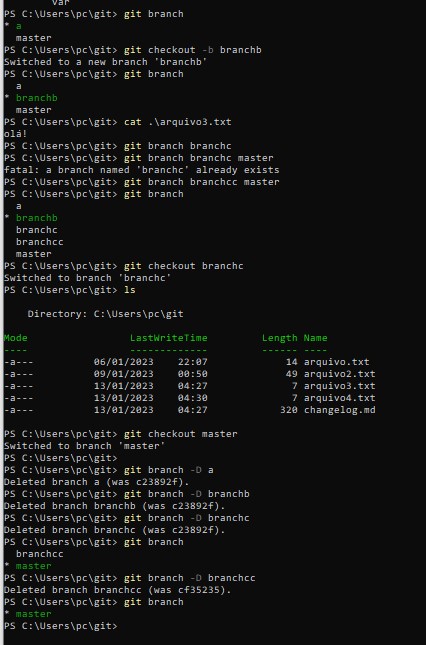 var
PS C:\Users\pc\git> git branch
* a
  master
PS C:\Users\pc\git> git checkout -b branchb
Switched to a new branch 'branchb'
PS C:\Users\pc\git> git branch
  a
* branchb
  master
PS C:\Users\pc\git> cat .\arquivo3.txt
olá!
PS C:\Users\pc\git> git branch branchc
PS C:\Users\pc\git> git branch branchc master
fatal: a branch named 'branchc' already exists
PS C:\Users\pc\git> git branch branchcc master
PS C:\Users\pc\git> git branch
  a
* branchb
  branchc
  branchcc
  master
PS C:\Users\pc\git> git checkout branchc
Switched to branch 'branchc'
PS C:\Users\pc\git> ls
    Directory: C:\Users\pc\git
Mode                 LastWriteTime         Length Name
----                 -------------         ------ ----
-a---          06/01/2023    22:07             14 arquivo.txt
-a---          09/01/2023    00:50             49 arquivo2.txt
-a---          13/01/2023    04:27              7 arquivo3.txt
-a---          13/01/2023    04:30              7 arquivo4.txt
-a---          13/01/2023    04:27            320 changelog.md
PS C:\Users\pc\git> git checkout master
Switched to branch 'master'
PS C:\Users\pc\git>
PS C:\Users\pc\git> git branch -D a
Deleted branch a (was c23892f).
PS C:\Users\pc\git> git branch -D branchb
Deleted branch branchb (was c23892f).
PS C:\Users\pc\git> git branch -D branchc
Deleted branch branchc (was c23892f).
PS C:\Users\pc\git> git branch
  branchcc
* master
PS C:\Users\pc\git> git branch -D branchcc
Deleted branch branchcc (was cf35235).
PS C:\Users\pc\git> git branch
* master
PS C:\Users\pc\git>